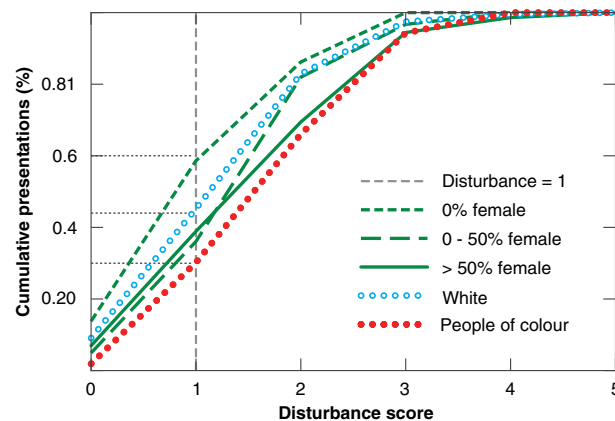 Cumulative presentations (%)
0.81
0.6
0.4
0.20
Disturbance = 1
0% female
0 - 50% female
> 50% female
White
People of colour
0 1 2 3 4 5
Disturbance score